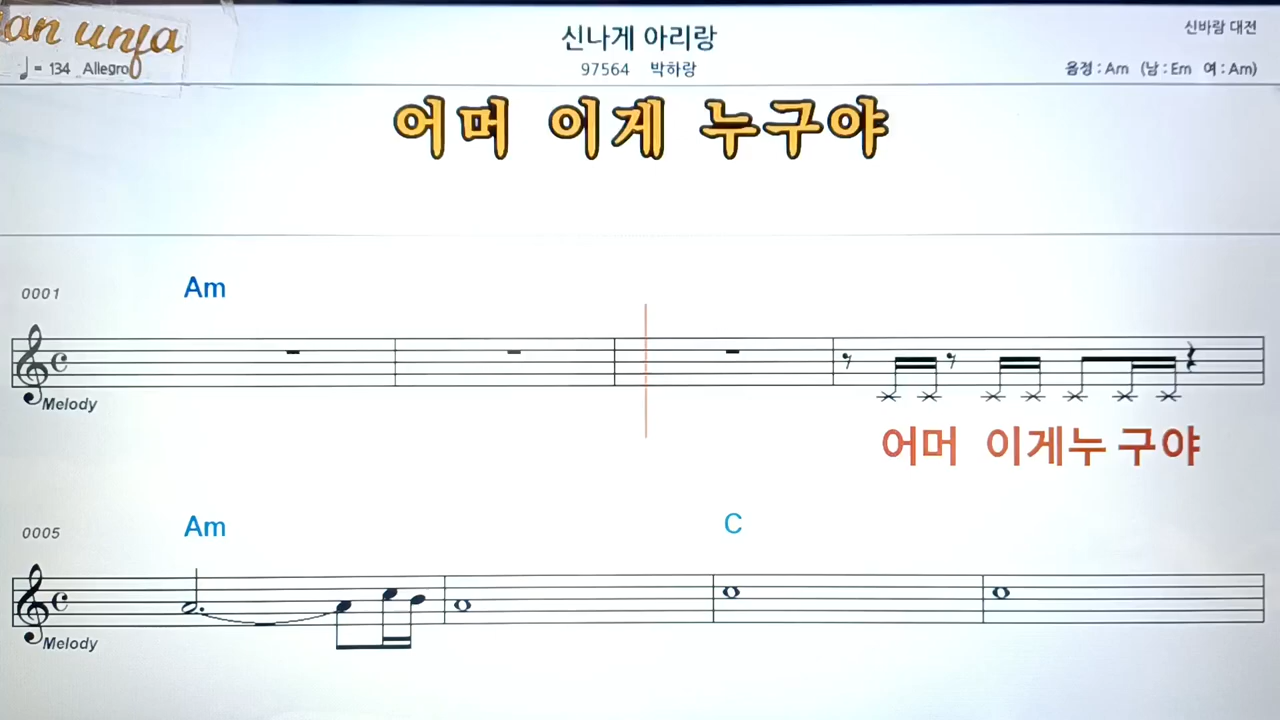 신나게 아리랑
신바람 대전
♩= 134 Allegro
97564 박하랑
음정 : Am (남 : Em 여 : Am)
어머 이게 누구야
0001
Am
Melody
어머 이게누 구야
0005
Am
C
Melody